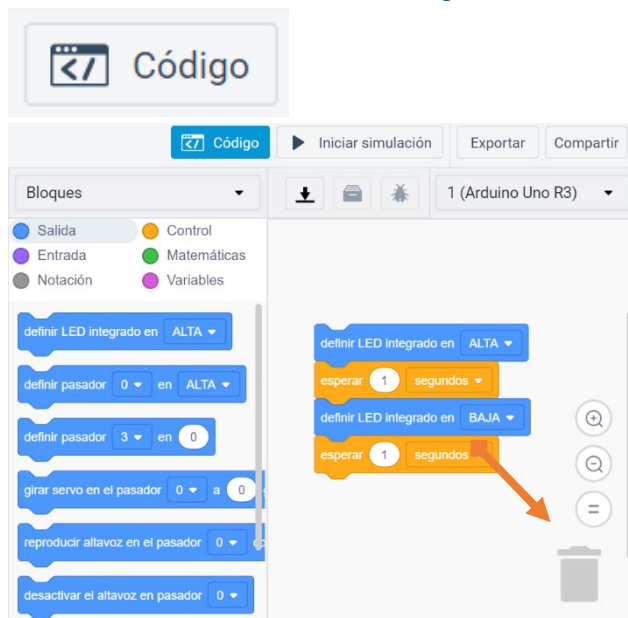 Código
Código
Iniciar simulación
Exportar
Compartir
Bloques
1 (Arduino Uno R3)
Salida
Control
Entrada
Matemáticas
Notación
Variables
definir LED integrado en ALTA
definir pasador 0 en ALTA
definir pasador 3 en 0
girar servo en el pasador 0 a 0
reproducir altavoz en el pasador 0
desactivar el altavoz en pasador 0
definir LED integrado en ALTA
esperar 1 segundos
definir LED integrado en BAJA
esperar 1 segundos